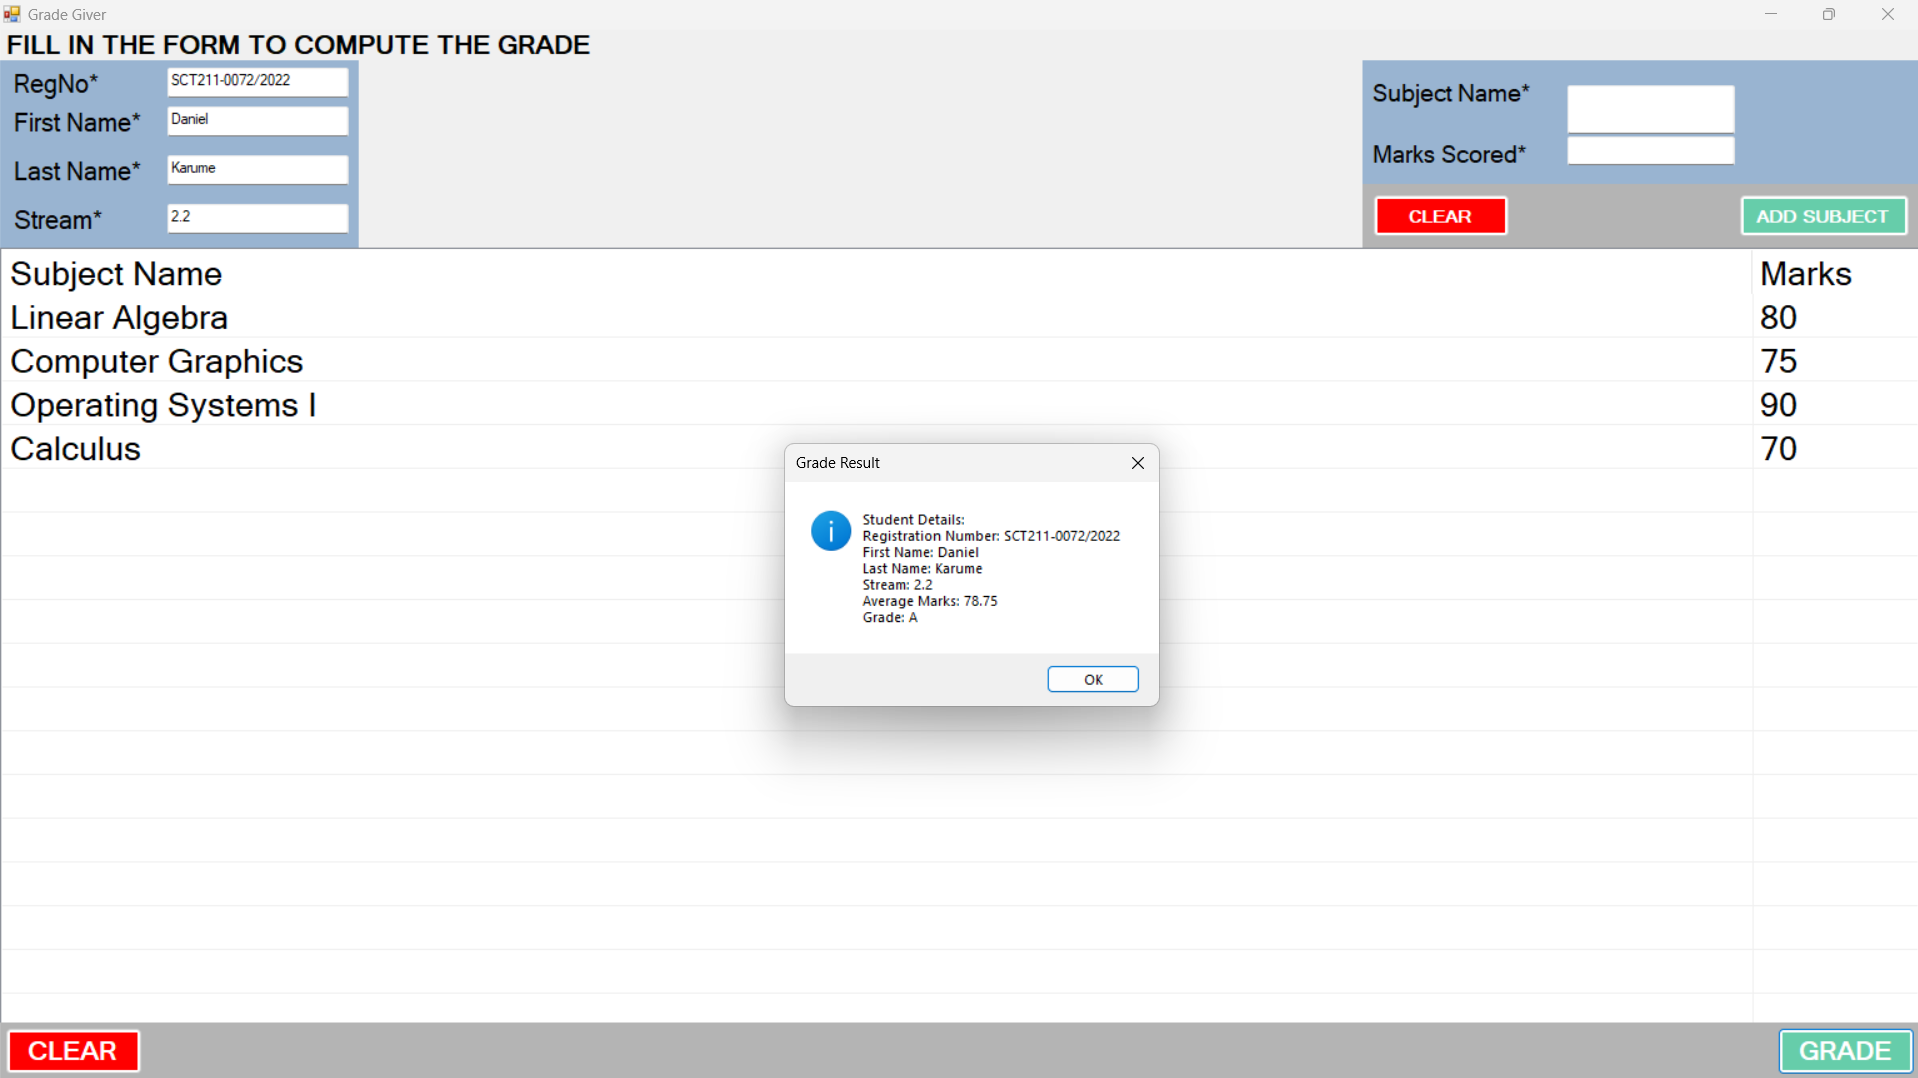 Grade Giver
FILL IN THE FORM TO COMPUTE THE GRADE
RegNo* SCT211-0072/2022
First Name* Daniel
Last Name* Karume
Stream* 2.2
Subject Name*
Marks Scored*
CLEAR ADD SUBJECT
Subject Name Marks
Linear Algebra 80
Computer Graphics 75
Operating Systems I 90
Calculus 70
Grade Result
Student Details:
Registration Number: SCT211-0072/2022
First Name: Daniel
Last Name: Karume
Stream: 2.2
Average Marks: 78.75
Grade: A
OK
CLEAR GRADE